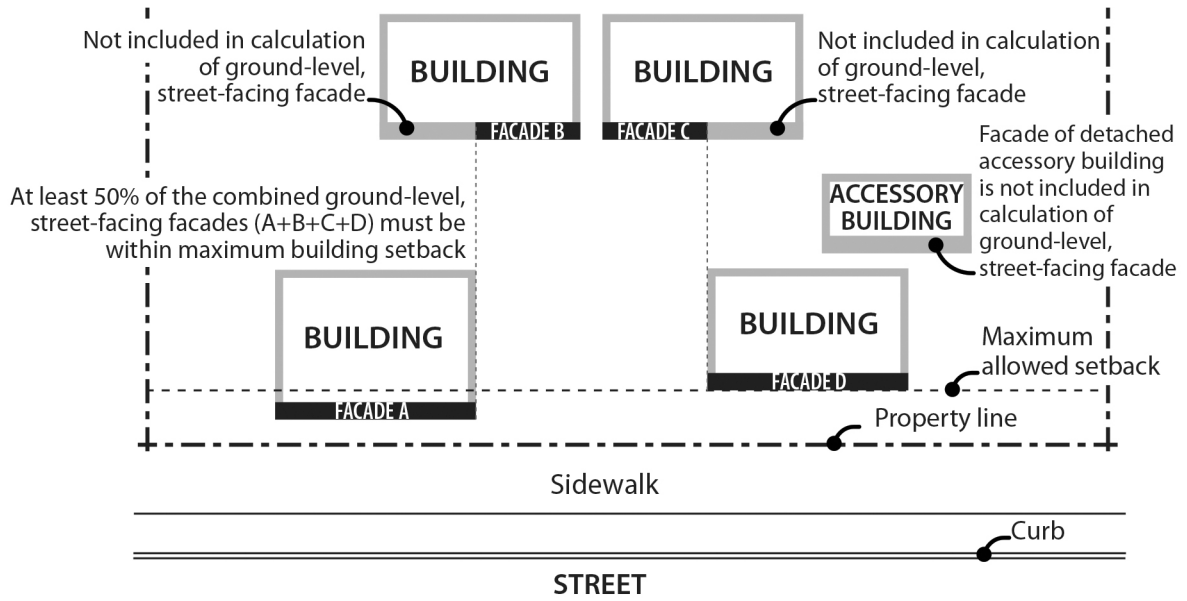 Not included in calculation
of ground-level,
street-facing facade
BUILDING
FACADE B
BUILDING
FACADE C
Not included in calculation
of ground-level,
street-facing facade
At least 50% of the combined ground-level,
street-facing facades (A+B+C+D) must be
within maximum building setback
ACCESSORY
BUILDING
Facade of detached
accessory building
is not included in
calculation of
ground-level,
street-facing facade
BUILDING
FACADE A
BUILDING
FACADE D
Maximum
allowed setback
Property line
Sidewalk
Curb
STREET